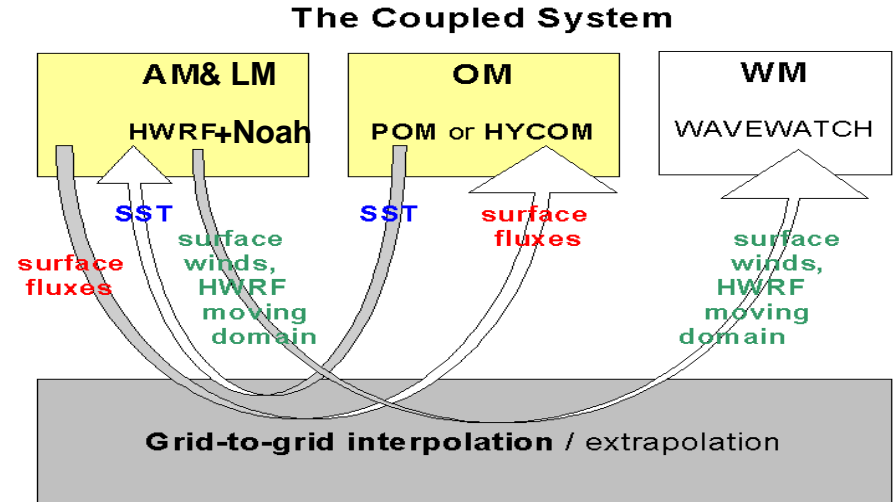 The Coupled System
AM& LM
HWRF+Noah
OM
POM or HYCOM
WM
WAVEWATCH
SST
surface
fluxes
surface
winds,
HWRF
moving
domain
SST
surface
fluxes
surface
winds,
HWRF
moving
domain
Grid-to-grid interpolation / extrapolation